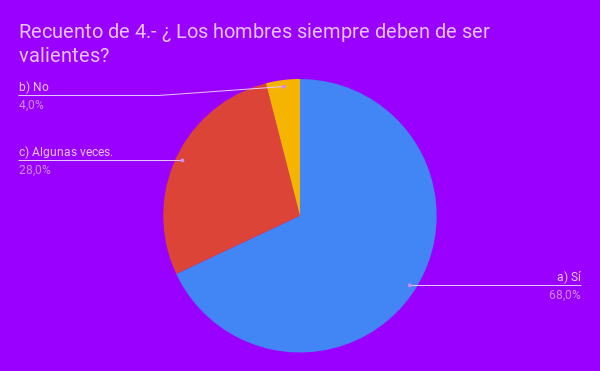 Recuento de 4.- ¿ Los hombres siempre deben de ser
valientes?
b) No
4,0%
c) Algunas veces.
28,0%
a) Sí
68,0%